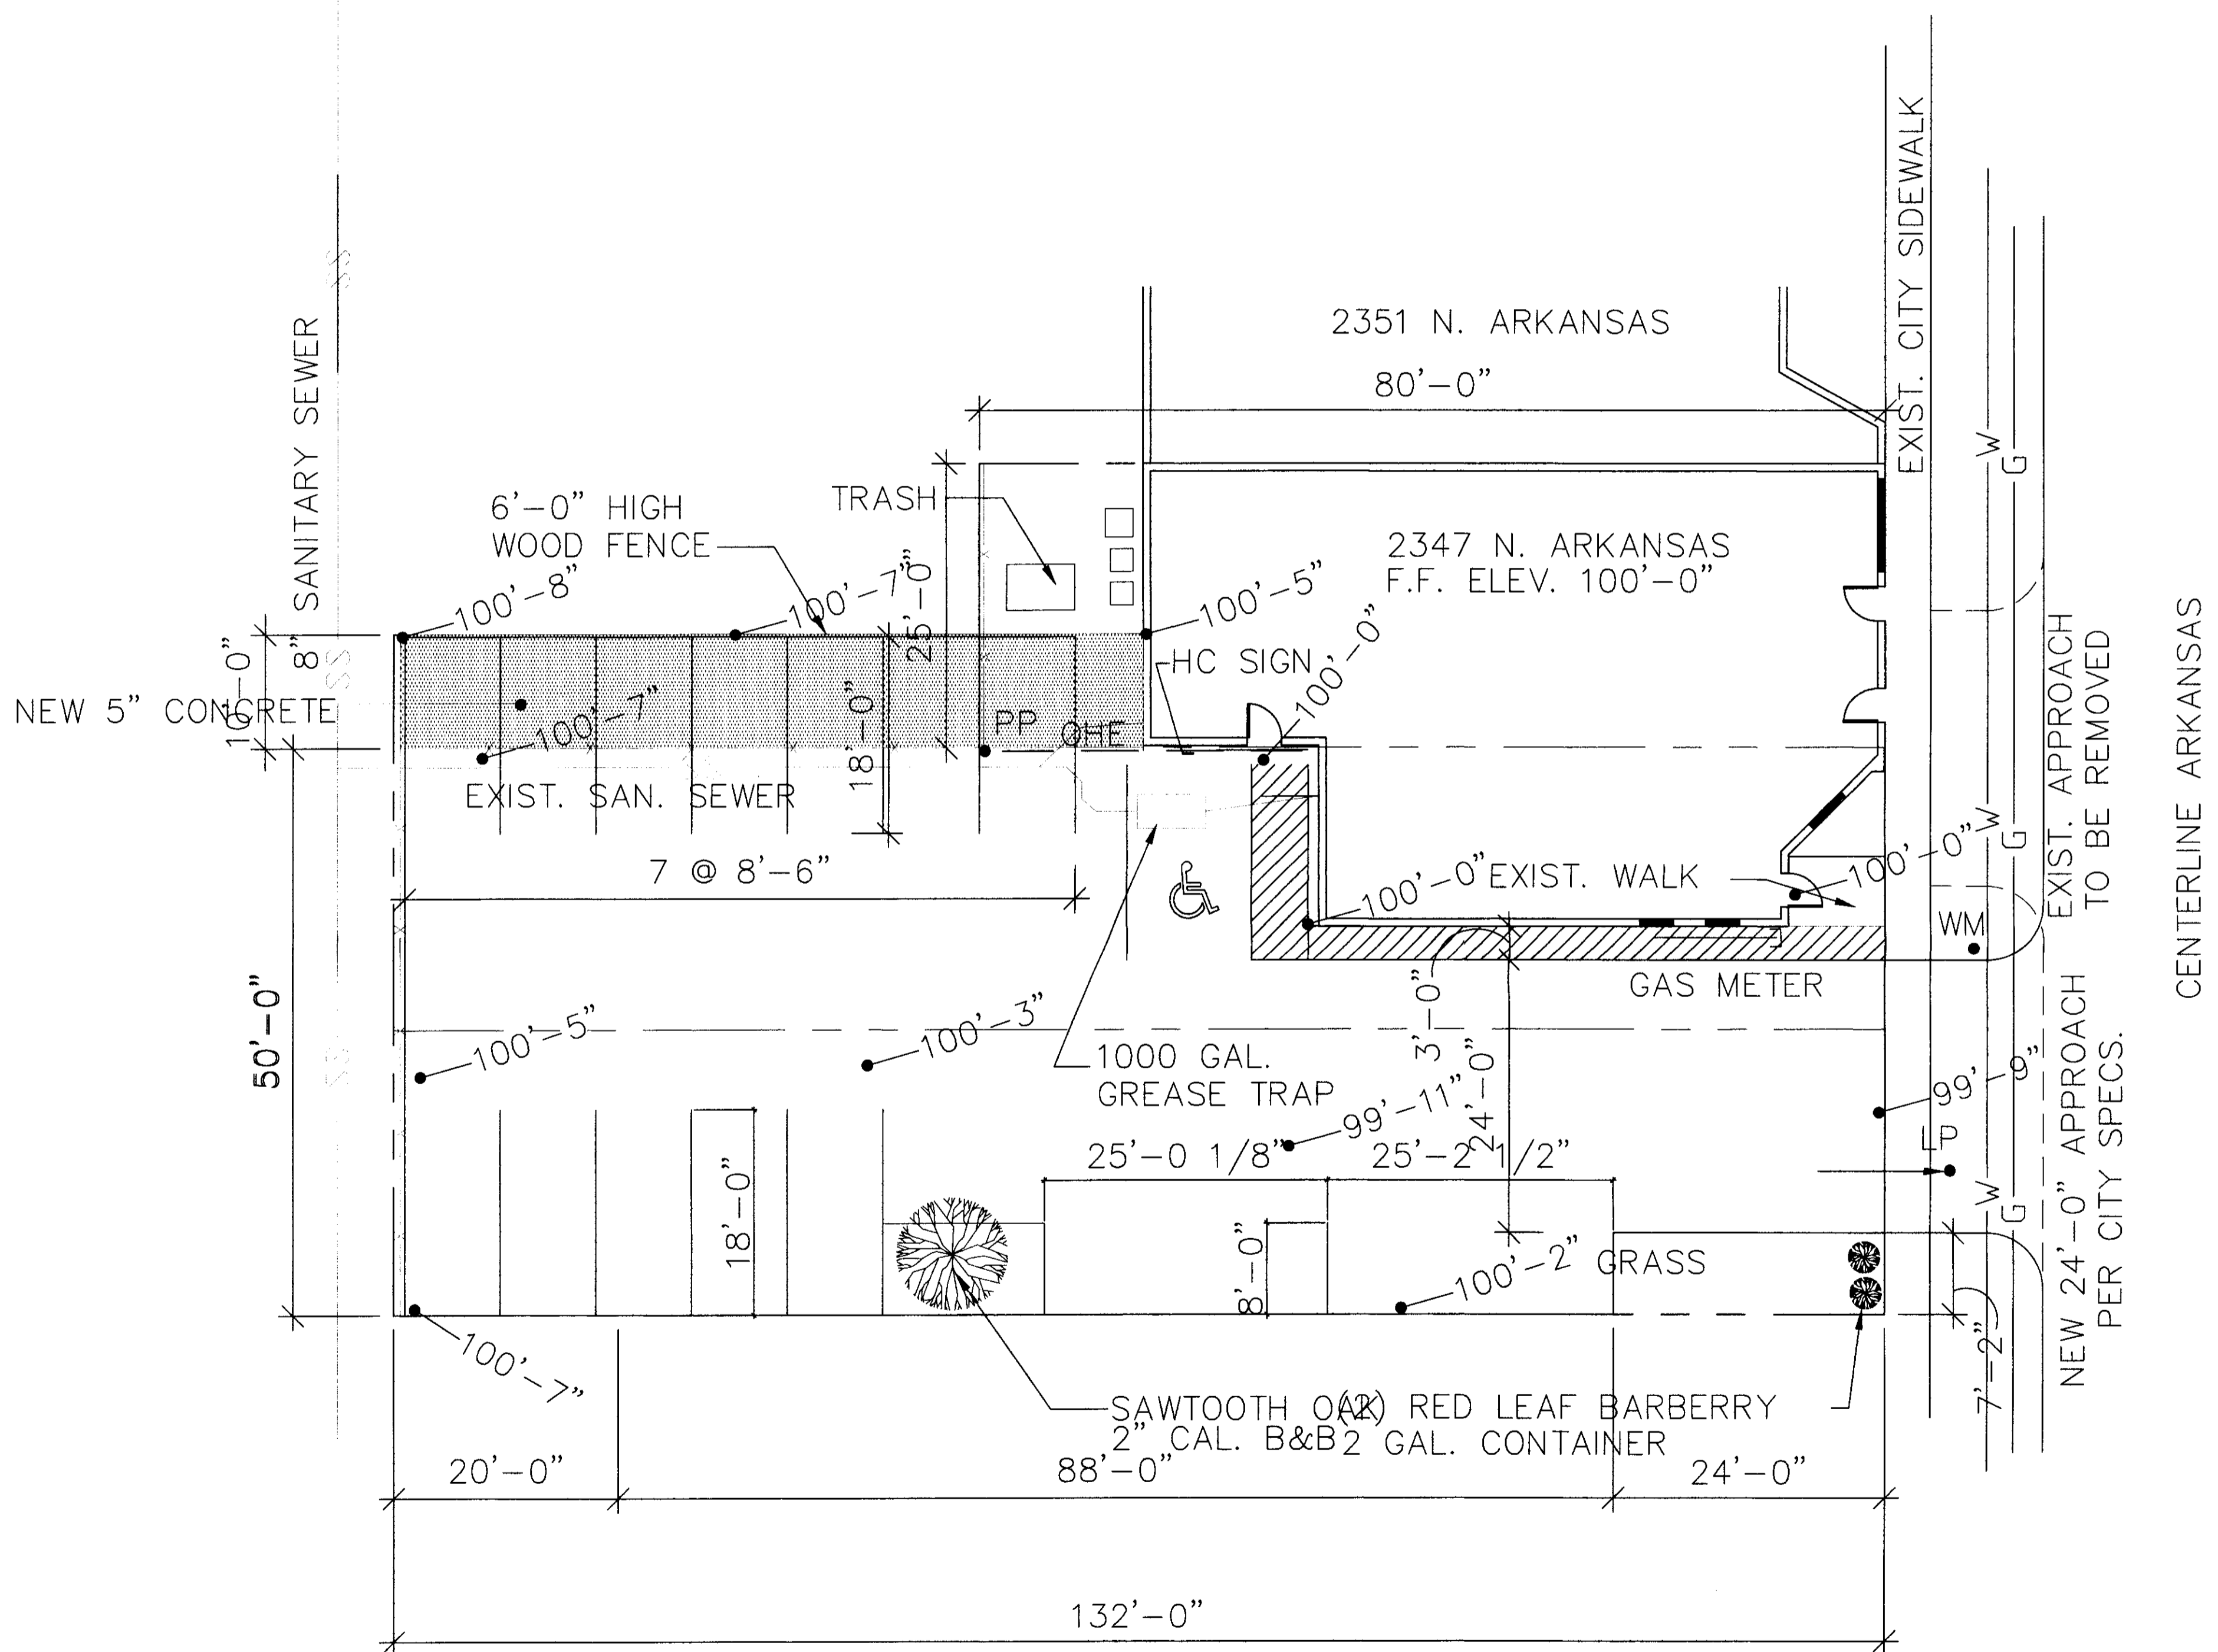 EXIST. CITY SIDEWALK
SS
2351 N. ARKANSAS
80'-0"
W
G
8" SANITARY SEWER
6'-0" HIGH
WOOD FENCE
TRASH
2347 N. ARKANSAS
F.F. ELEV. 100'-0"
100'-8"
100'-7"
25'-0"
100'-5"
HC SIGN
100'-0"
EXIST. APPROACH
TO BE REMOVED
CENTERLINE ARKANSAS
10'-0"
SS
NEW 5" CONCRETE
100'-7"
18'-0"
PP
OHE
EXIST. SAN. SEWER
W
G
7 @ 8'-6"
100'-0"
EXIST. WALK
100'-0"
WM
GAS METER
50'-0"
SS
100'-5"
100'-3"
1000 GAL.
GREASE TRAP
3'-0"
24'-0"
99'-11"
99'-9"
LP
NEW 24'-0" APPROACH
PER CITY SPECS.
25'-0 1/8"
25'-2 1/2"
18'-0"
8'-0"
100'-2"
GRASS
W
G
7'-2"
100'-7"
SAWTOOTH OAK
2" CAL. B&B
(2) RED LEAF BARBERRY
2 GAL. CONTAINER
20'-0"
88'-0"
24'-0"
132'-0"